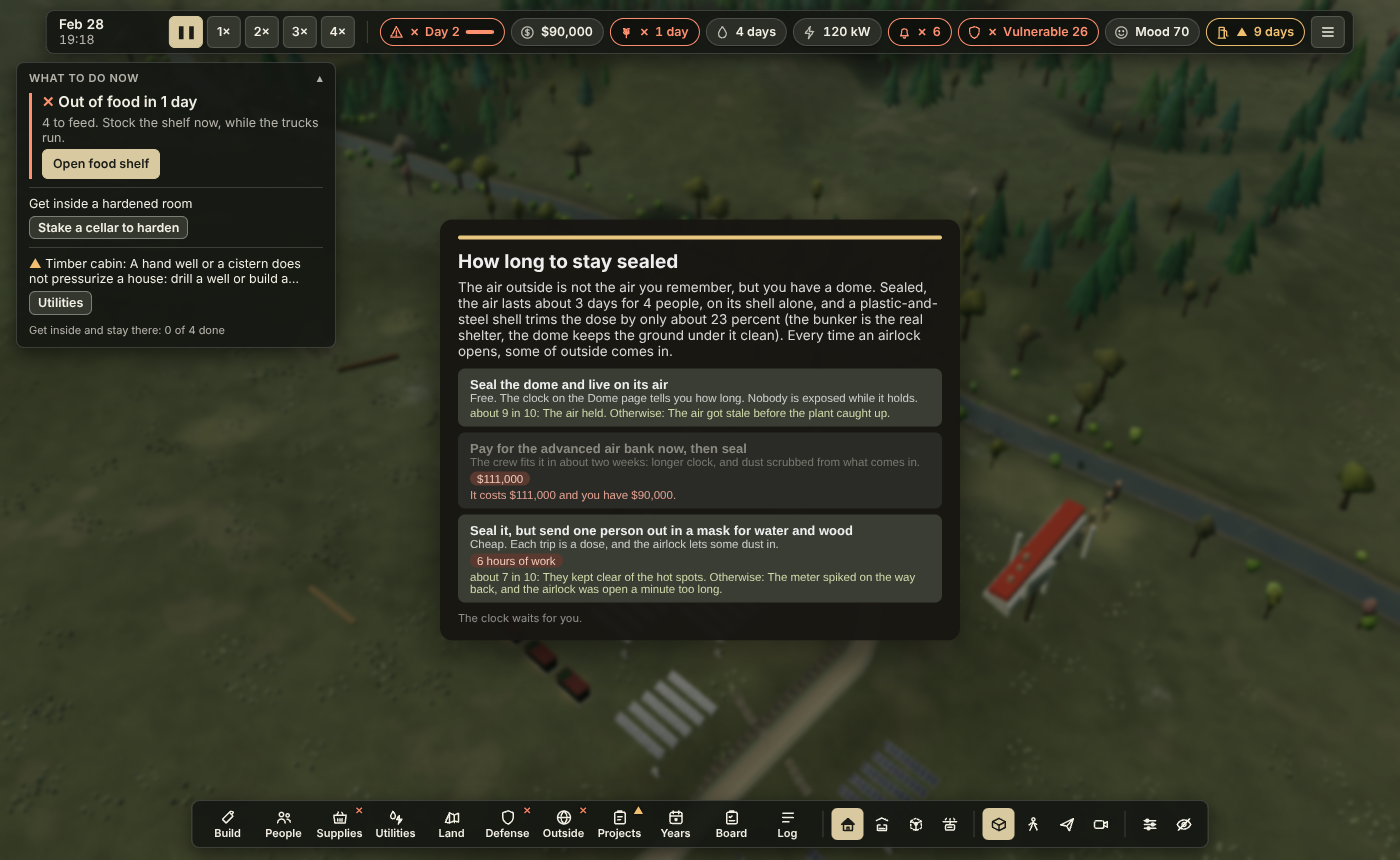 Feb 28
19:18
1×
2×
3×
4×
× Day 2
$90,000
× 1 day
4 days
120 kW
× 6
× Vulnerable 26
Mood 70
9 days
WHAT TO DO NOW
× Out of food in 1 day
4 to feed. Stock the shelf now, while the trucks
run.
Open food shelf
Get inside a hardened room
Stake a cellar to harden
Timber cabin: A hand well or a cistern does
not pressurize a house: drill a well or build a...
Utilities
Get inside and stay there: 0 of 4 done
How long to stay sealed
The air outside is not the air you remember, but you have a dome. Sealed,
the air lasts about 3 days for 4 people, on its shell alone, and a plastic-and-
steel shell trims the dose by only about 23 percent (the bunker is the real
shelter, the dome keeps the ground under it clean). Every time an airlock
opens, some of outside comes in.
Seal the dome and live on its air
Free. The clock on the Dome page tells you how long. Nobody is exposed while it holds.
about 9 in 10: The air held. Otherwise: The air got stale before the plant caught up.
Pay for the advanced air bank now, then seal
The crew fits it in about two weeks: longer clock, and dust scrubbed from what comes in.
$111,000
It costs $111,000 and you have $90,000.
Seal it, but send one person out in a mask for water and wood
Cheap. Each trip is a dose, and the airlock lets some dust in.
6 hours of work
about 7 in 10: They kept clear of the hot spots. Otherwise: The meter spiked on the way
back, and the airlock was open a minute too long.
The clock waits for you.
Build
People
Supplies
Utilities
Land
Defense
Outside
Projects
Years
Board
Log